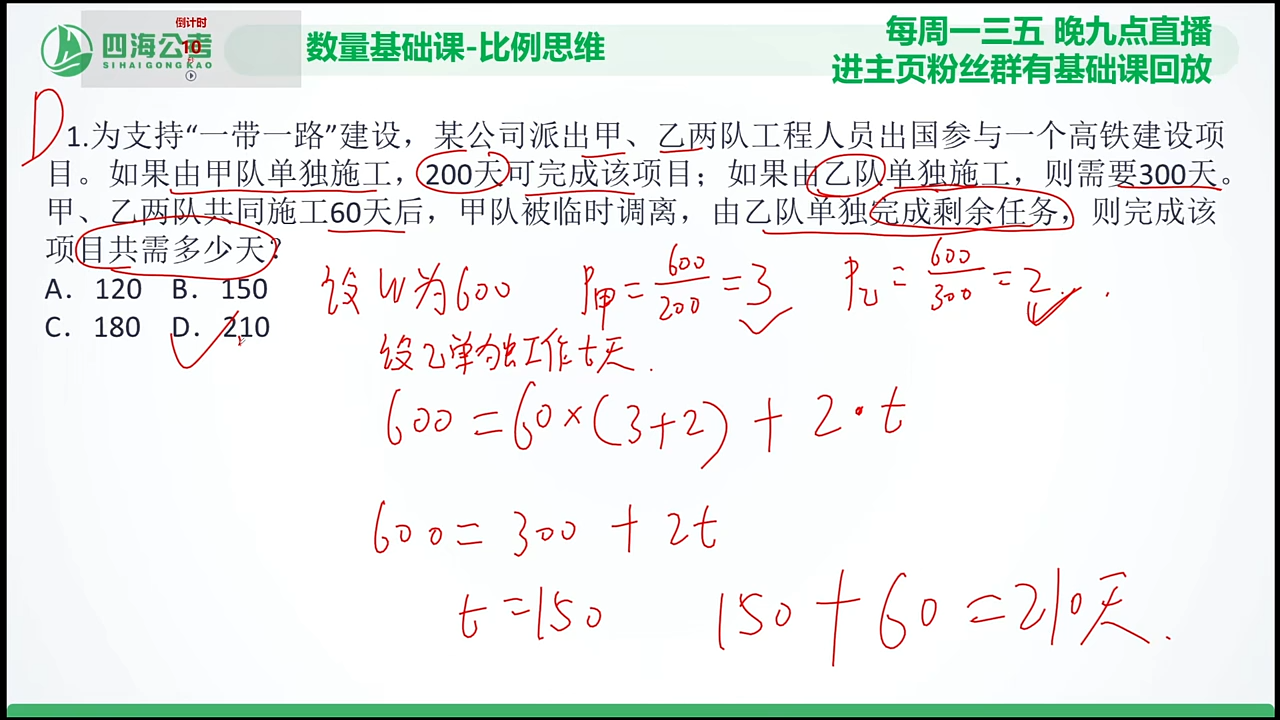 倒计时
10
四海公考
SIHAIGONGKAO
数量基础课-比例思维
每周一三五 晚九点直播
进主页粉丝群有基础课回放
D
1.为支持“一带一路”建设，某公司派出甲、乙两队工程人员出国参与一个高铁建设项
目。如果由甲队单独施工，200天可完成该项目；如果由乙队单独施工，则需要300天。
甲、乙两队共同施工60天后，甲队被临时调离，由乙队单独完成剩余任务，则完成该
项目共需多少天？
A. 120 B. 150
C. 180 D. 210
设W为600 P甲=600/200=3 P乙=600/300=2
设乙单独工作t天.
600=60×(3+2)+2·t
600=300+2t
t=150 150+60=210天.